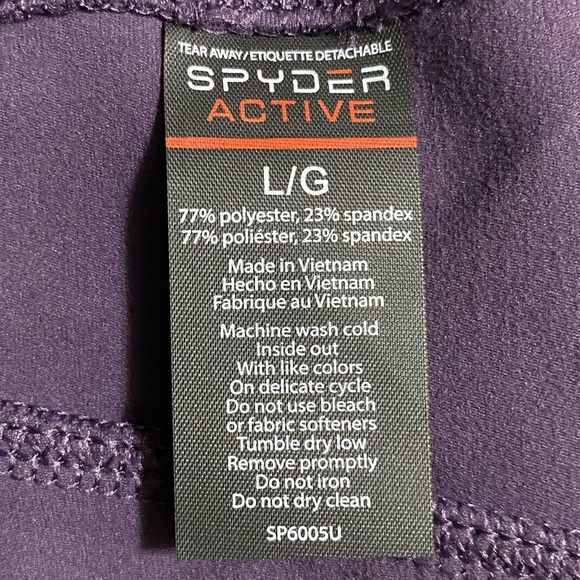 TEAR AWAY/ETIQUETTE DETACHABLE
SPYDER
ACTIVE
L/G
77% polyester, 23% spandex
77% poliéster, 23% spandex
Made in Vietnam
Hecho en Vietnam
Fabrique au Vietnam
Machine wash cold
Inside out
With like colors
On delicate cycle
Do not use bleach
or fabric softeners
Tumble dry low
Remove promptly
Do not iron
Do not dry clean
SP6005U